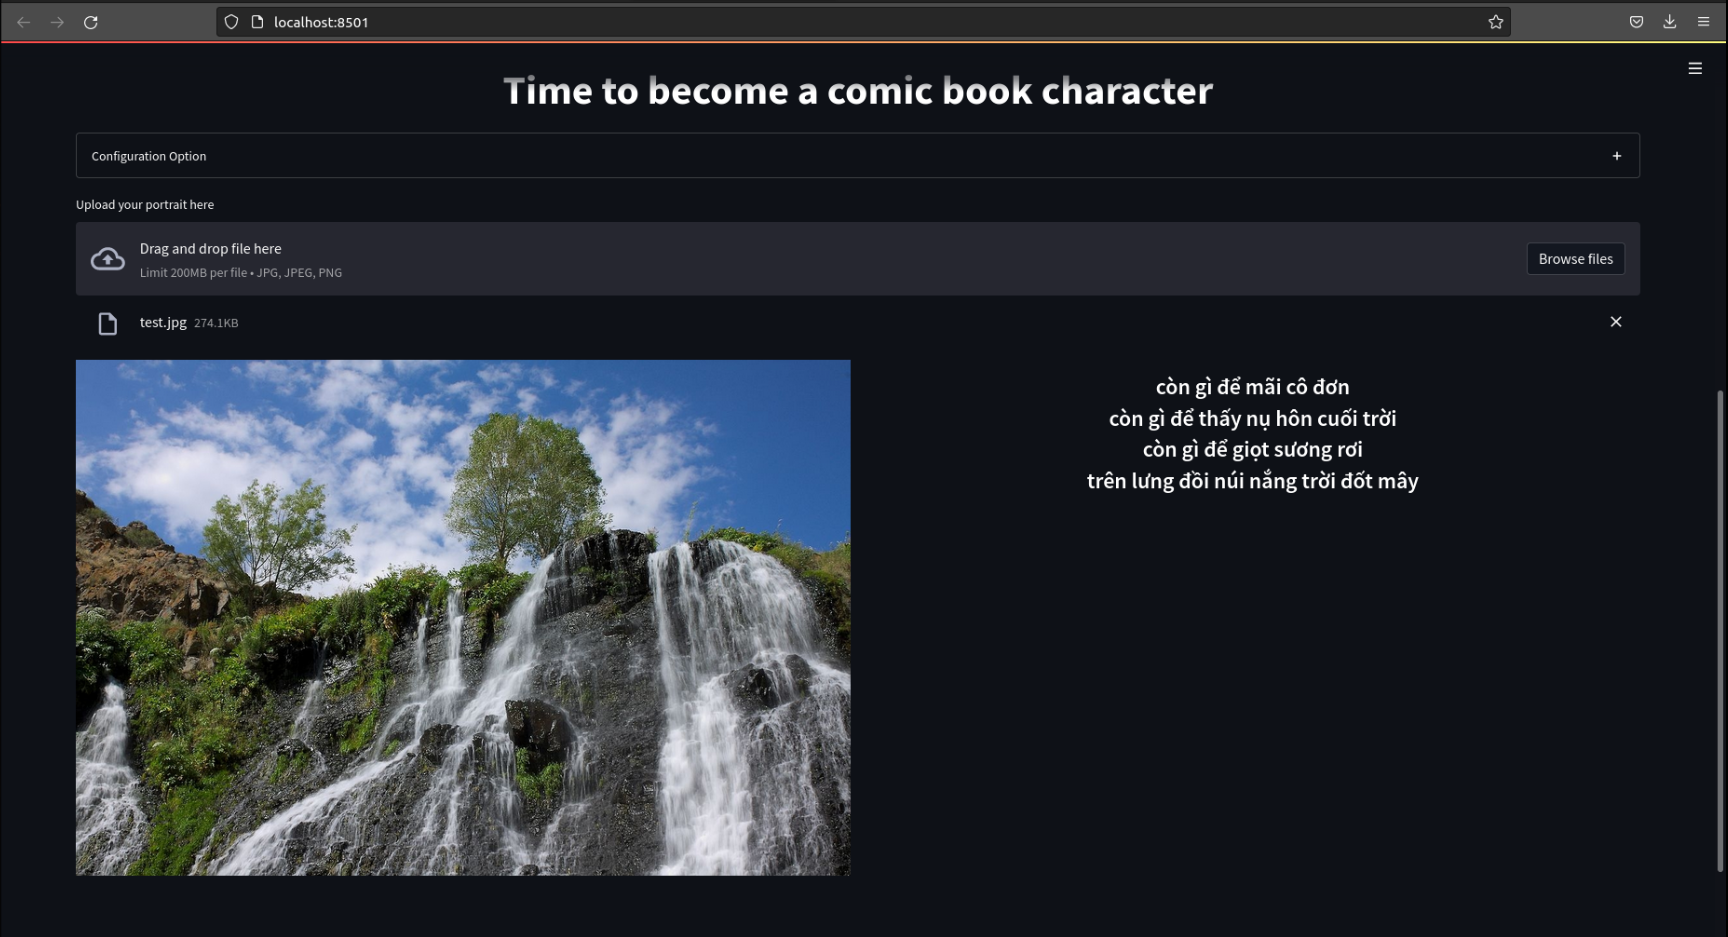 localhost:8501
Time to become a comic book character
Configuration Option
Upload your portrait here
Drag and drop file here
Limit 200MB per file • JPG, JPEG, PNG
Browse files
test.jpg 274.1KB
còn gì để mãi cô đơn
còn gì để thấy nụ hôn cuối trời
còn gì để giọt sương rơi
trên lưng đồi núi nắng trời đốt mây